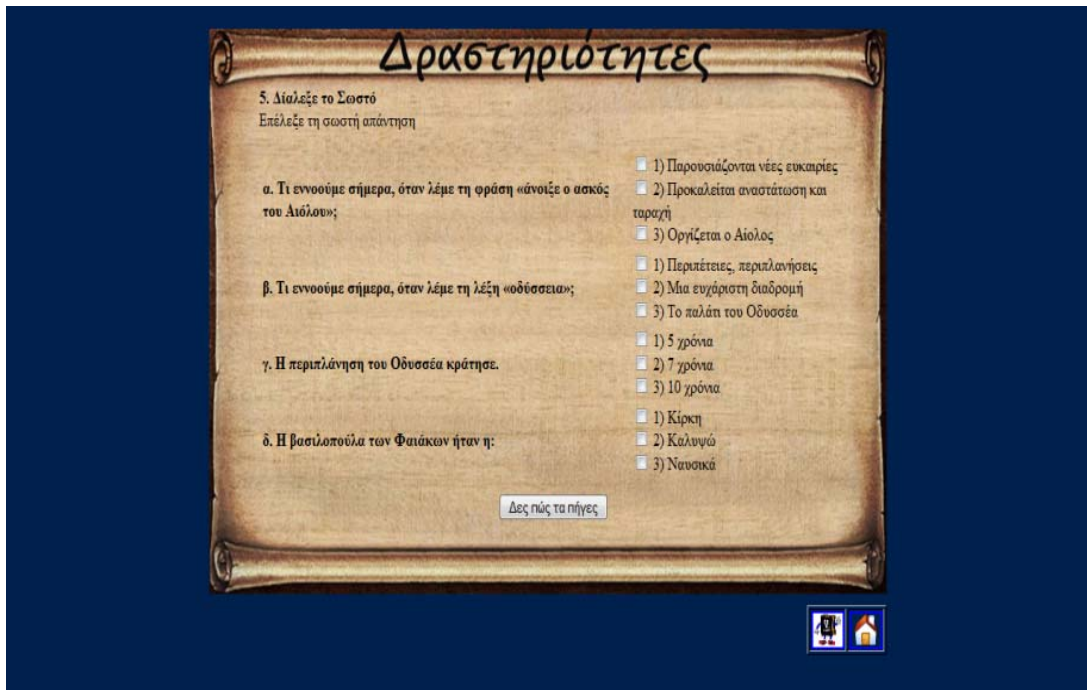 Δραστηριότητες
5. Δίαλεξε το Σωστό
Επέλεξε τη σωστή απάντηση
α. Τι εννοούμε σήμερα, όταν λέμε τη φράση «άνοιξε ο ασκός
του Αιόλου»;
1) Παρουσιάζονται νέες ευκαιρίες
2) Προκαλείται αναστάτωση και
ταραχή
3) Οργίζεται ο Αίολος
β. Τι εννοούμε σήμερα, όταν λέμε τη λέξη «οδύσσεια»;
1) Περιπέτειες, περιπλανήσεις
2) Μια ευχάριστη διαδρομή
3) Το παλάτι του Οδυσσέα
γ. Η περιπλάνηση του Οδυσσέα κράτησε.
1) 5 χρόνια
2) 7 χρόνια
3) 10 χρόνια
δ. Η βασιλοπούλα των Φαιάκων ήταν η:
1) Κίρκη
2) Καλυψώ
3) Ναυσικά
Δες πώς τα πήγες